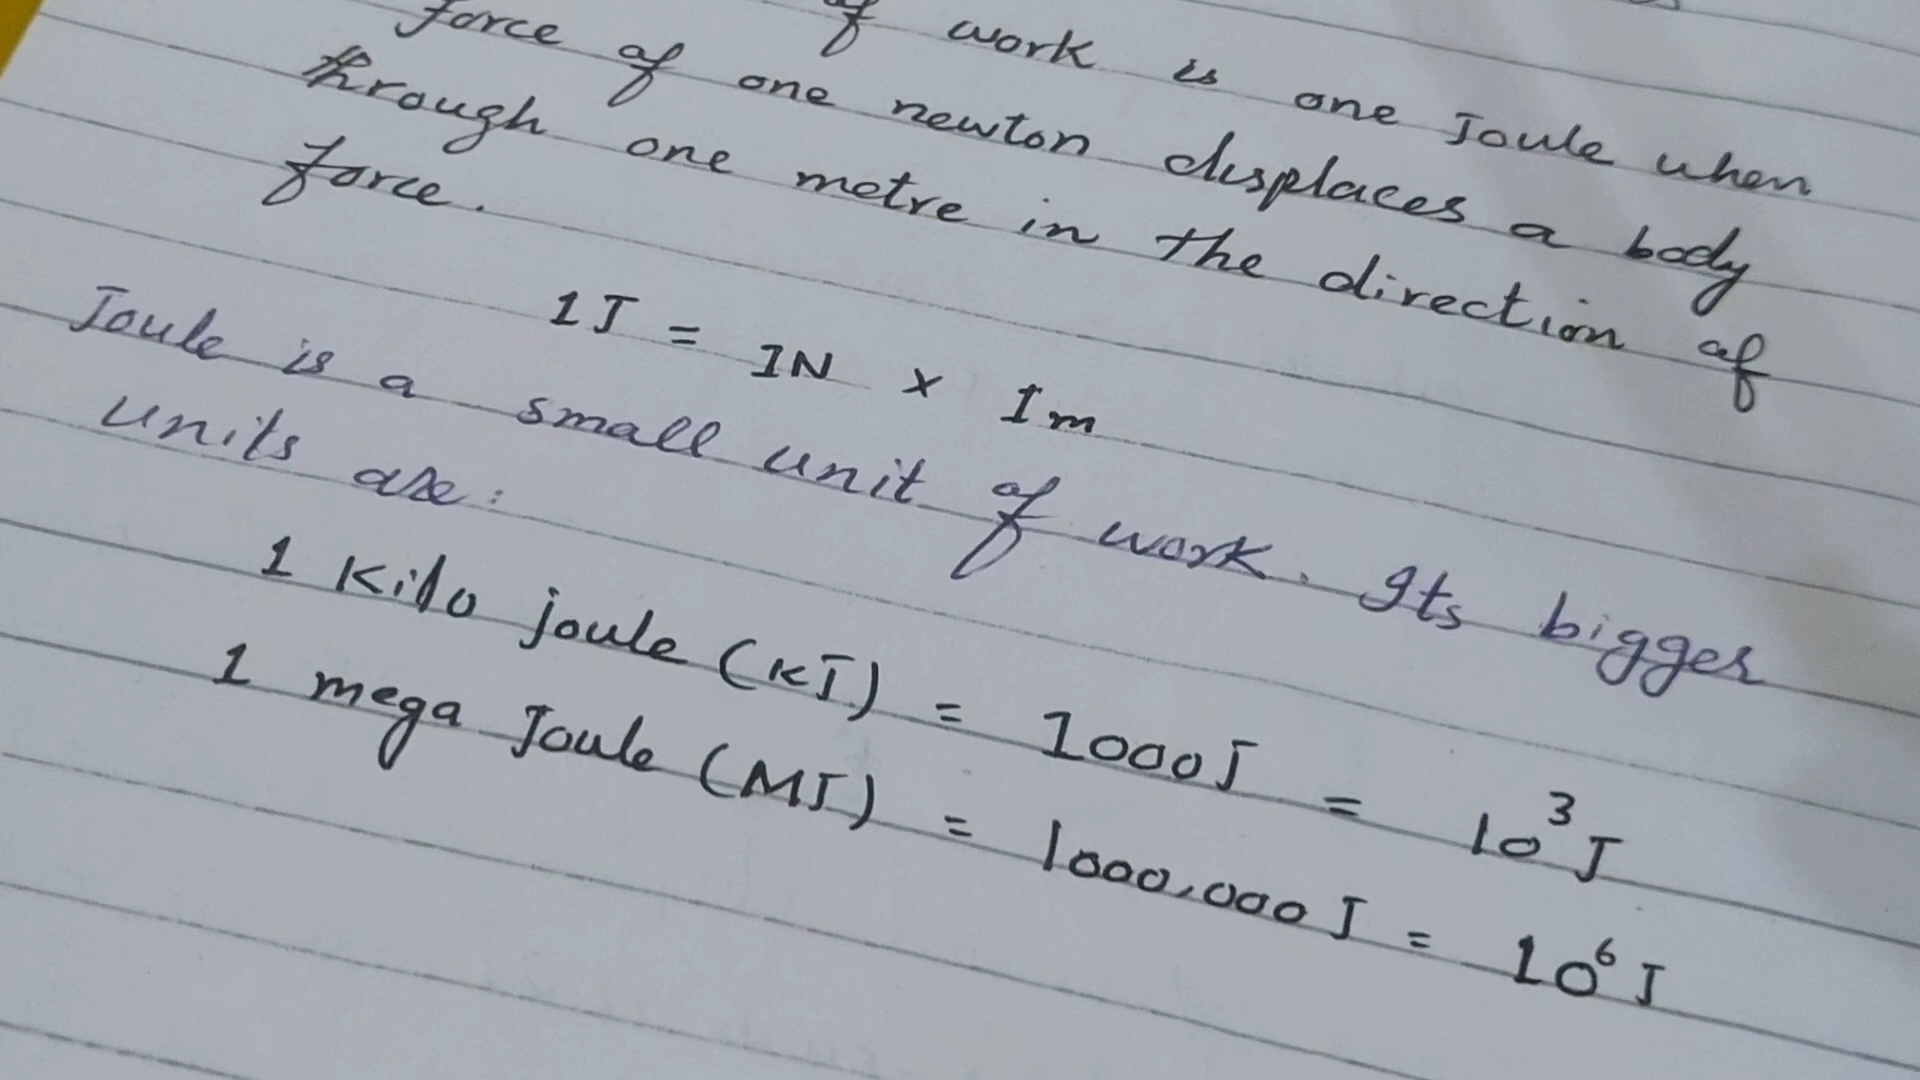 of work is one Joule when
force of one newton displaces a body
through one metre in the direction of
force.
1J = 1N × 1m
Joule is a small unit of work. Its bigger
units are:
1 Kilo joule (KJ) = 1000J = 10³J
1 mega Joule (MJ) = 1000,000J = 10⁶J